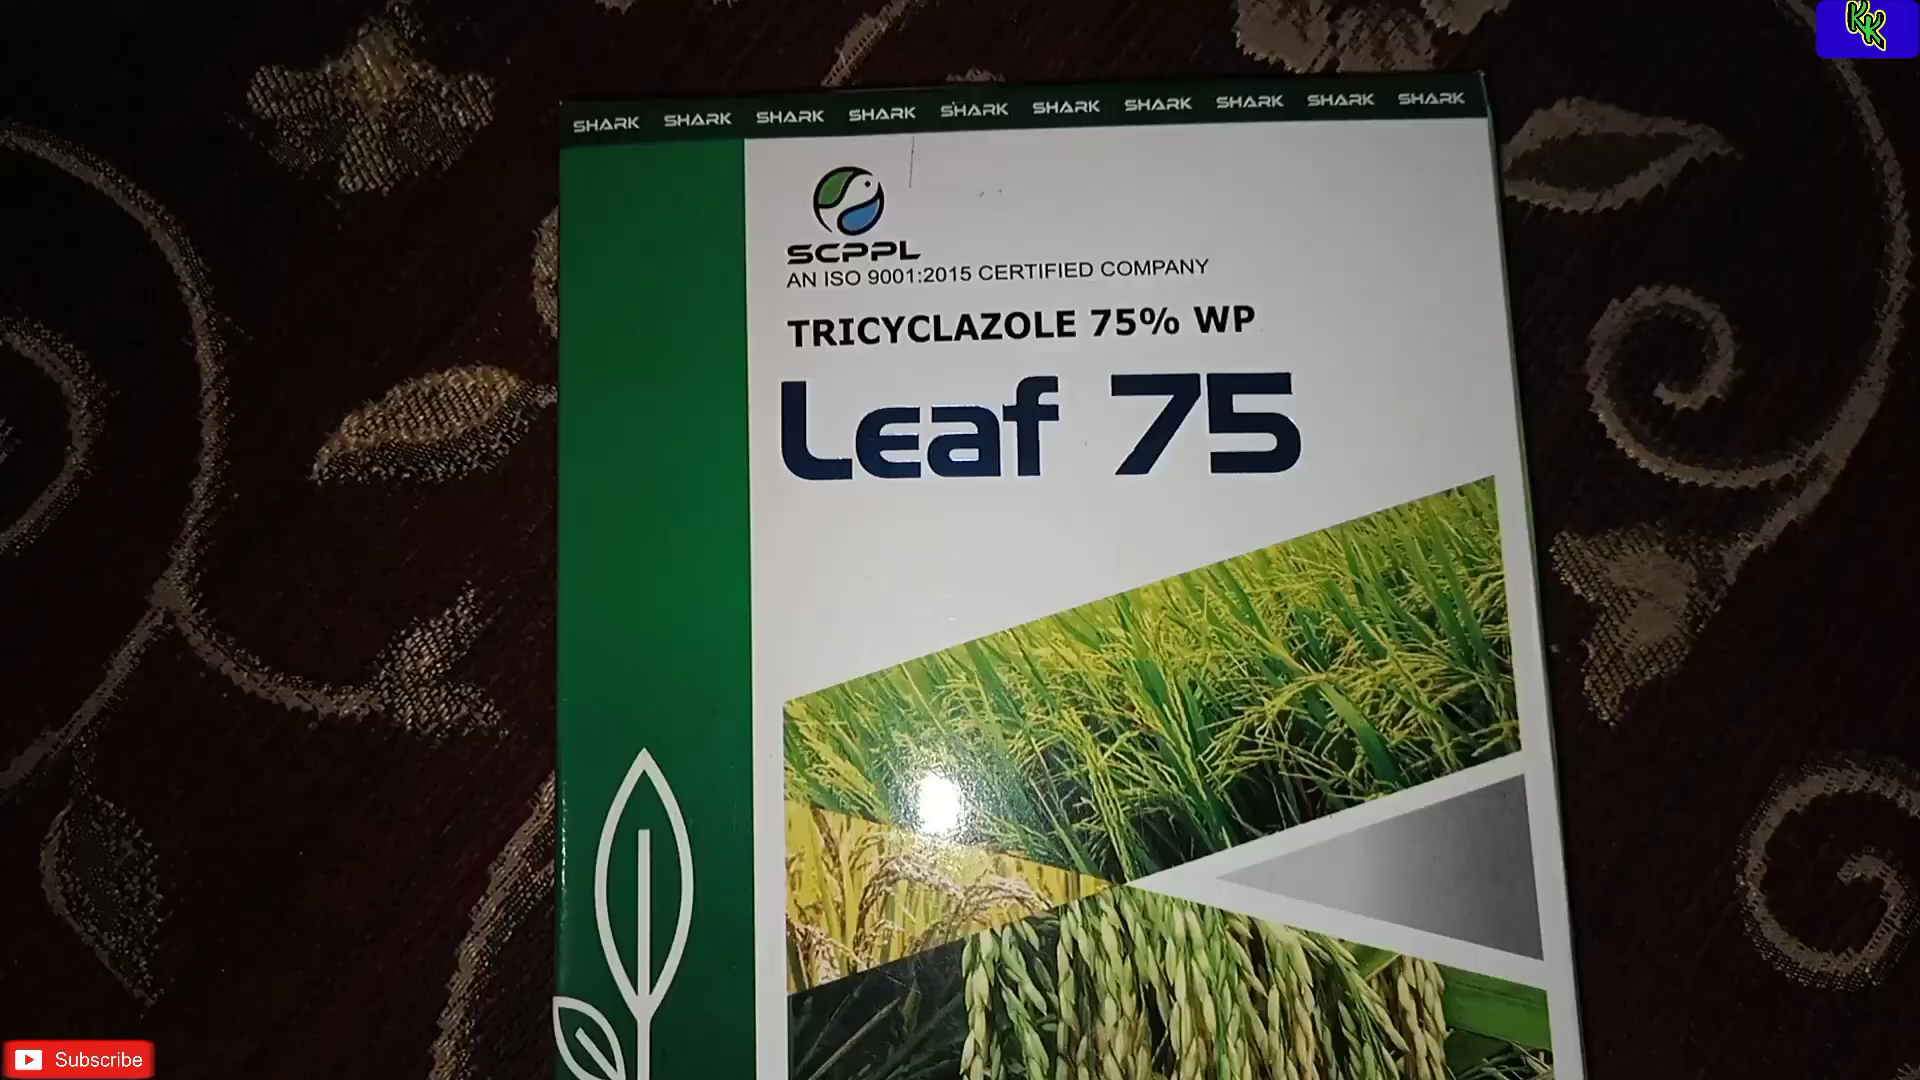 KK
SHARK SHARK SHARK SHARK SHARK SHARK SHARK SHARK SHARK SHARK
SCPPL
AN ISO 9001:2015 CERTIFIED COMPANY
TRICYCLAZOLE 75% WP
Leaf 75
Subscribe